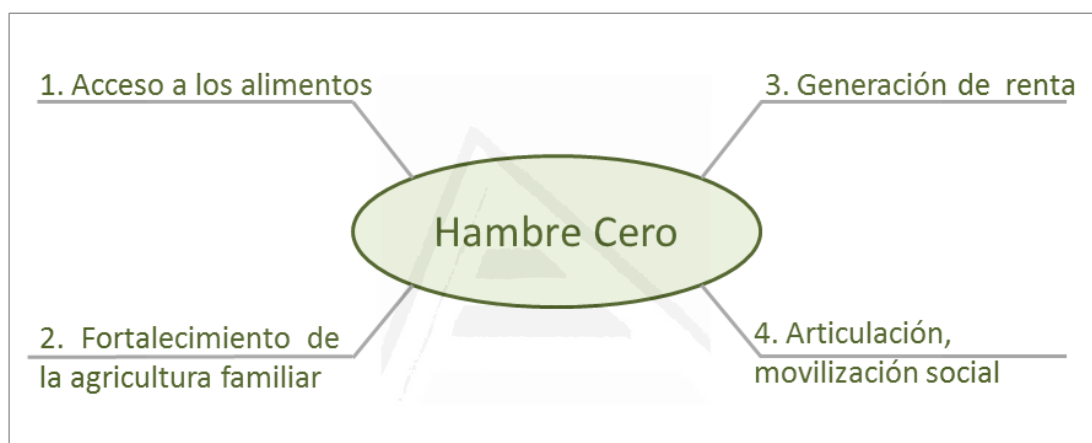 1. Acceso a los alimentos
2. Fortalecimiento de
la agricultura familiar
Hambre Cero
3. Generación de renta
4. Articulación,
movilización social